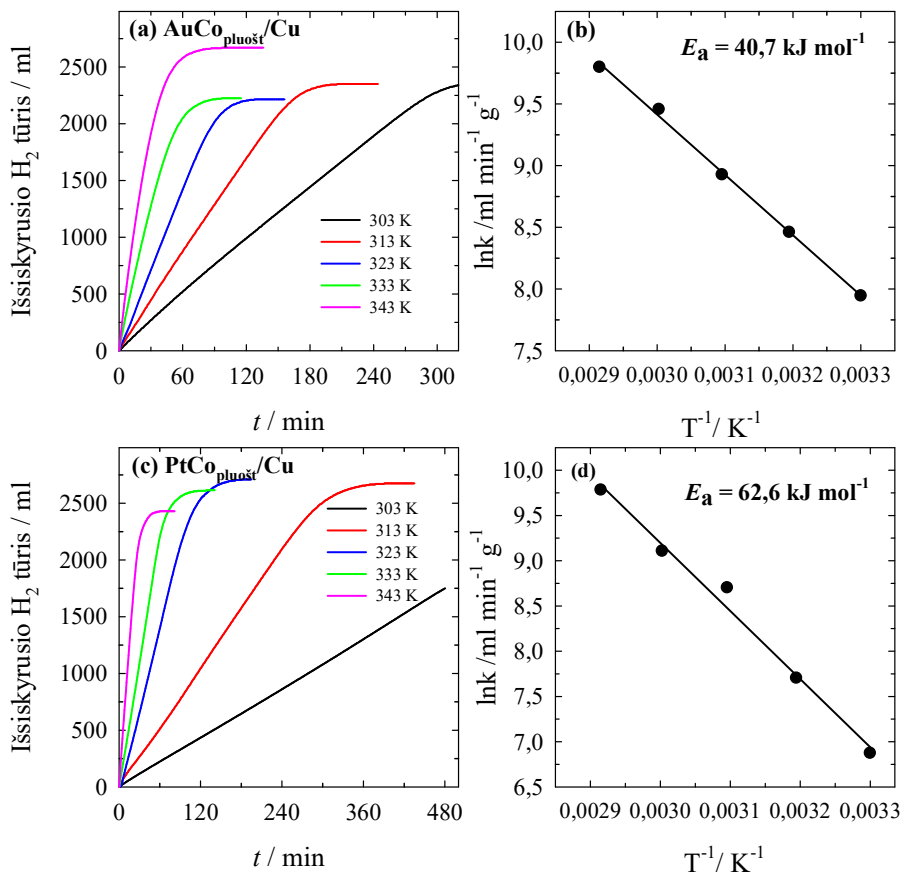 (a) AuCo_pluošt/Cu
Išsiskyrusio H₂ tūris / ml
2500
2000
1500
1000
500
0
303 K
313 K
323 K
333 K
343 K
0 60 120 180 240 300
t / min
(b)
Eₐ = 40,7 kJ mol⁻¹
lnk /ml min⁻¹ g⁻¹
10,0
9,5
9,0
8,5
8,0
7,5
0,0029 0,0030 0,0031 0,0032 0,0033
T⁻¹/ K⁻¹
(c) PtCo_pluošt/Cu
Išsiskyrusio H₂ tūris / ml
3000
2500
2000
1500
1000
500
0
303 K
313 K
323 K
333 K
343 K
0 120 240 360 480
t / min
(d)
Eₐ = 62,6 kJ mol⁻¹
lnk /ml min⁻¹ g⁻¹
10,0
9,5
9,0
8,5
8,0
7,5
7,0
6,5
0,0029 0,0030 0,0031 0,0032 0,0033
T⁻¹/ K⁻¹